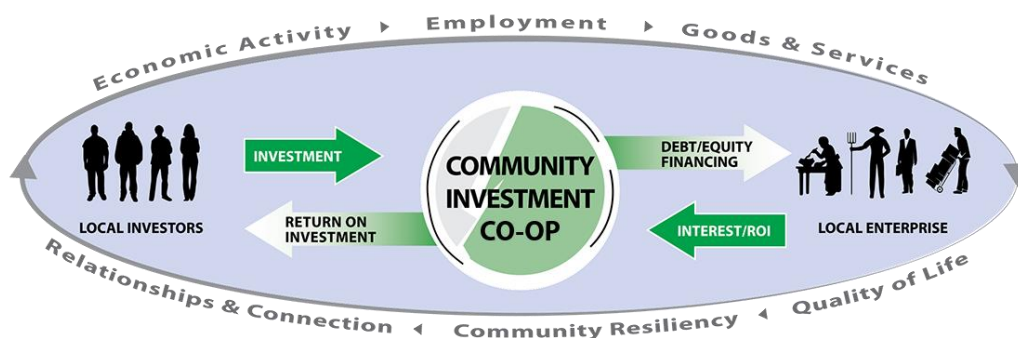 Economic Activity ▸ Employment ▸ Goods & Services
INVESTMENT
RETURN ON
INVESTMENT
LOCAL INVESTORS
COMMUNITY
INVESTMENT
CO-OP
DEBT/EQUITY
FINANCING
INTEREST/ROI
LOCAL ENTERPRISE
Relationships & Connection ◂ Community Resiliency ◂ Quality of Life